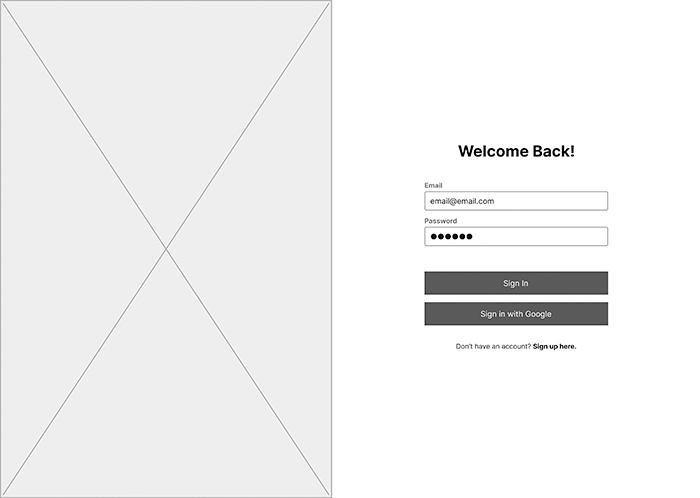 Welcome Back!
Email
email@email.com
Password
●●●●●●
Sign In
Sign in with Google
Don't have an account? Sign up here.